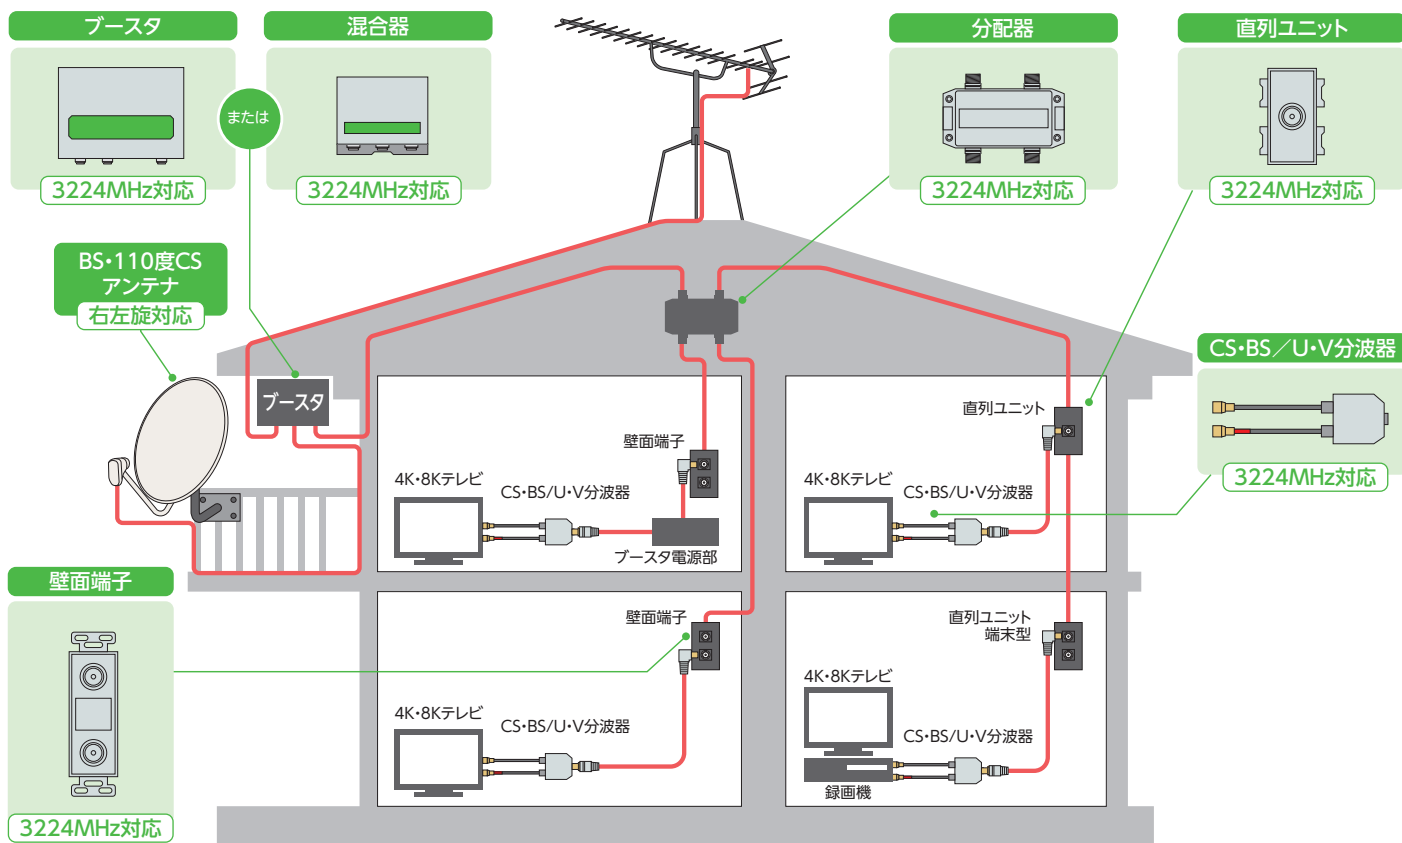 ブースタ
3224MHz対応
または
混合器
3224MHz対応
分配器
3224MHz対応
直列ユニット
3224MHz対応
BS・110度CS
アンテナ
右左旋対応
ブースタ
CS・BS／U・V分波器
3224MHz対応
壁面端子
4K・8Kテレビ
CS・BS/U・V分波器
ブースタ電源部
直列ユニット
4K・8Kテレビ
CS・BS/U・V分波器
壁面端子
3224MHz対応
壁面端子
4K・8Kテレビ
CS・BS/U・V分波器
直列ユニット
端末型
4K・8Kテレビ
CS・BS/U・V分波器
録画機